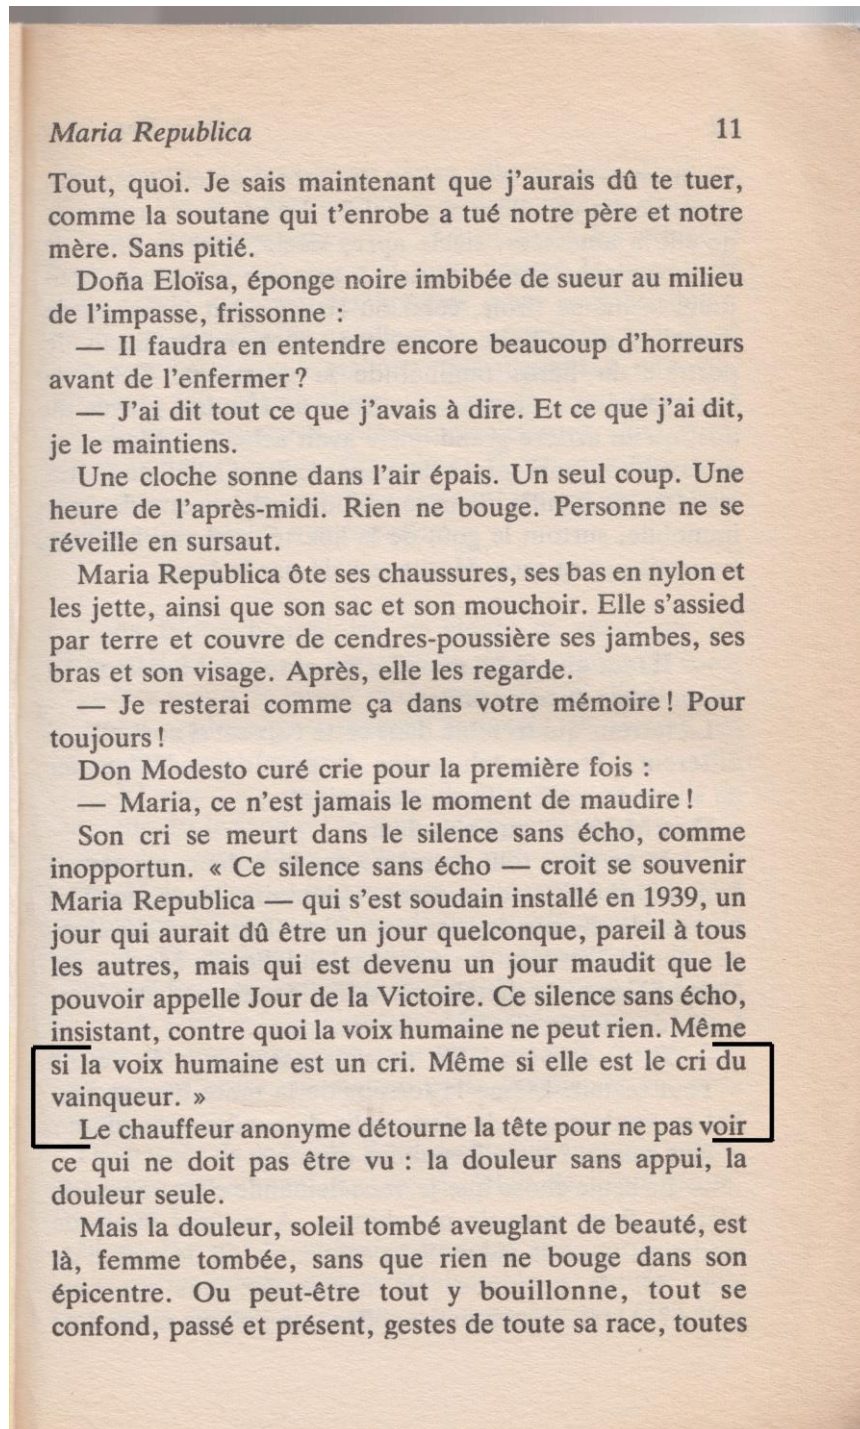 Maria Republica 11
Tout, quoi. Je sais maintenant que j'aurais dû te tuer,
comme la soutane qui t'enrobe a tué notre père et notre
mère. Sans pitié.
Doña Eloïsa, éponge noire imbibée de sueur au milieu
de l'impasse, frissonne :
— Il faudra en entendre encore beaucoup d'horreurs
avant de l'enfermer ?
— J'ai dit tout ce que j'avais à dire. Et ce que j'ai dit,
je le maintiens.
Une cloche sonne dans l'air épais. Un seul coup. Une
heure de l'après-midi. Rien ne bouge. Personne ne se
réveille en sursaut.
Maria Republica ôte ses chaussures, ses bas en nylon et
les jette, ainsi que son sac et son mouchoir. Elle s'assied
par terre et couvre de cendres-poussière ses jambes, ses
bras et son visage. Après, elle les regarde.
— Je resterai comme ça dans votre mémoire ! Pour
toujours !
Don Modesto curé crie pour la première fois :
— Maria, ce n'est jamais le moment de maudire !
Son cri se meurt dans le silence sans écho, comme
inopportun. « Ce silence sans écho — croit se souvenir
Maria Republica — qui s'est soudain installé en 1939, un
jour qui aurait dû être un jour quelconque, pareil à tous
les autres, mais qui est devenu un jour maudit que le
pouvoir appelle Jour de la Victoire. Ce silence sans écho,
insistant, contre quoi la voix humaine ne peut rien. Même
si la voix humaine est un cri. Même si elle est le cri du
vainqueur. »
Le chauffeur anonyme détourne la tête pour ne pas voir
ce qui ne doit pas être vu : la douleur sans appui, la
douleur seule.
Mais la douleur, soleil tombé aveuglant de beauté, est
là, femme tombée, sans que rien ne bouge dans son
épicentre. Ou peut-être tout y bouillonne, tout se
confond, passé et présent, gestes de toute sa race, toutes